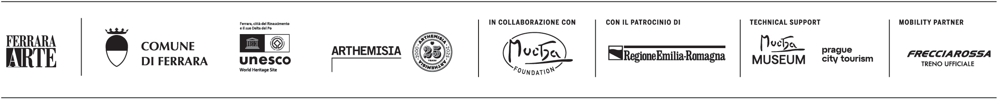 FERRARA
ARTE
COMUNE
DI FERRARA
Ferrara, città del Rinascimento
e il suo Delta del Po
unesco
World Heritage Site
ARTHEMISIA
ARTHEMISIA
2000
25
YEARS
2025
ARTHEMISIA
IN COLLABORAZIONE CON
Mucha
FOUNDATION
CON IL PATROCINIO DI
RegioneEmilia-Romagna
TECHNICAL SUPPORT
Mucha
MUSEUM
prague
city tourism
MOBILITY PARTNER
FRECCIAROSSA
TRENO UFFICIALE